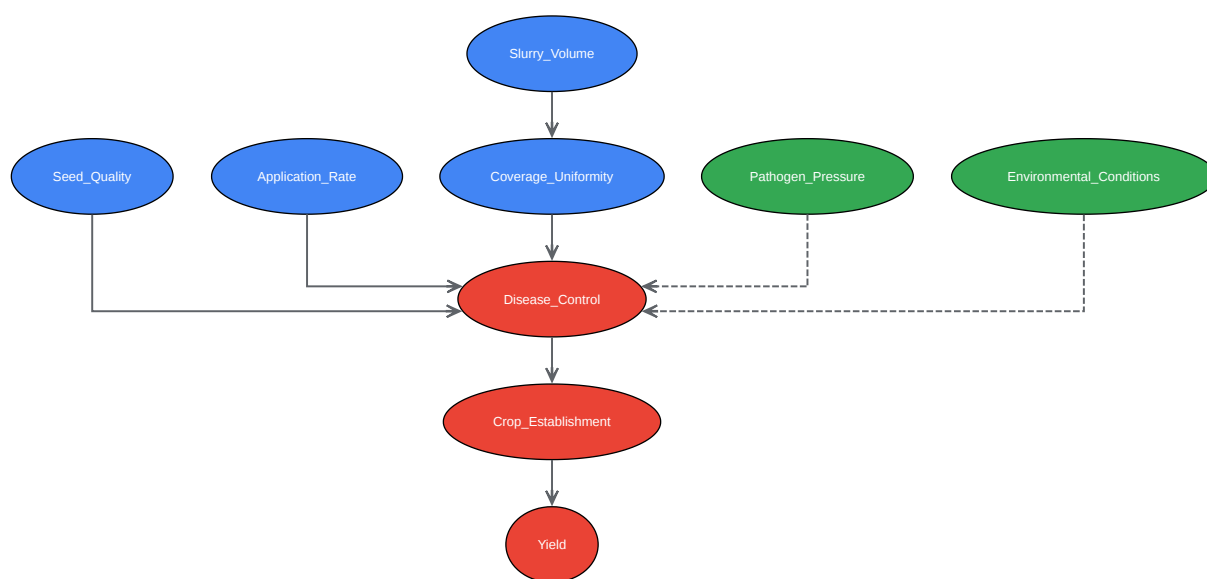 Slurry_Volume
Seed_Quality
Application_Rate
Coverage_Uniformity
Pathogen_Pressure
Environmental_Conditions
Disease_Control
Crop_Establishment
Yield